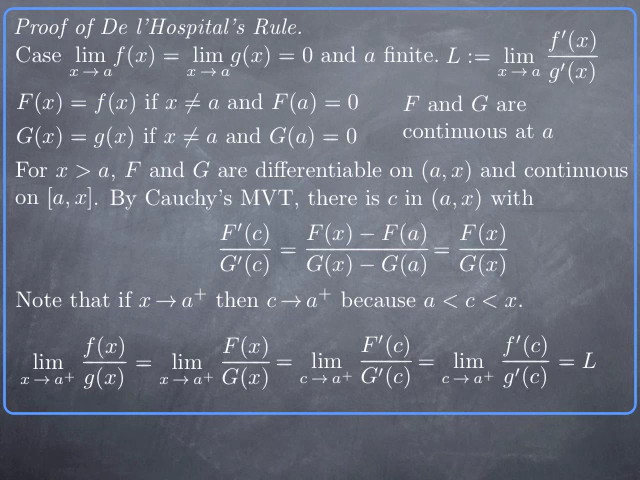 Proof of De l'Hospital's Rule.
Case lim_{x→a} f(x) = lim_{x→a} g(x) = 0 and a finite. L := lim_{x→a} f′(x)/g′(x)
F(x) = f(x) if x ≠ a and F(a) = 0
G(x) = g(x) if x ≠ a and G(a) = 0
F and G are
continuous at a
For x > a, F and G are differentiable on (a, x) and continuous
on [a, x]. By Cauchy's MVT, there is c in (a, x) with
F′(c)/G′(c) = (F(x) − F(a))/(G(x) − G(a)) = F(x)/G(x)
Note that if x → a⁺ then c → a⁺ because a < c < x.
lim_{x→a⁺} f(x)/g(x) = lim_{x→a⁺} F(x)/G(x) = lim_{c→a⁺} F′(c)/G′(c) = lim_{c→a⁺} f′(c)/g′(c) = L